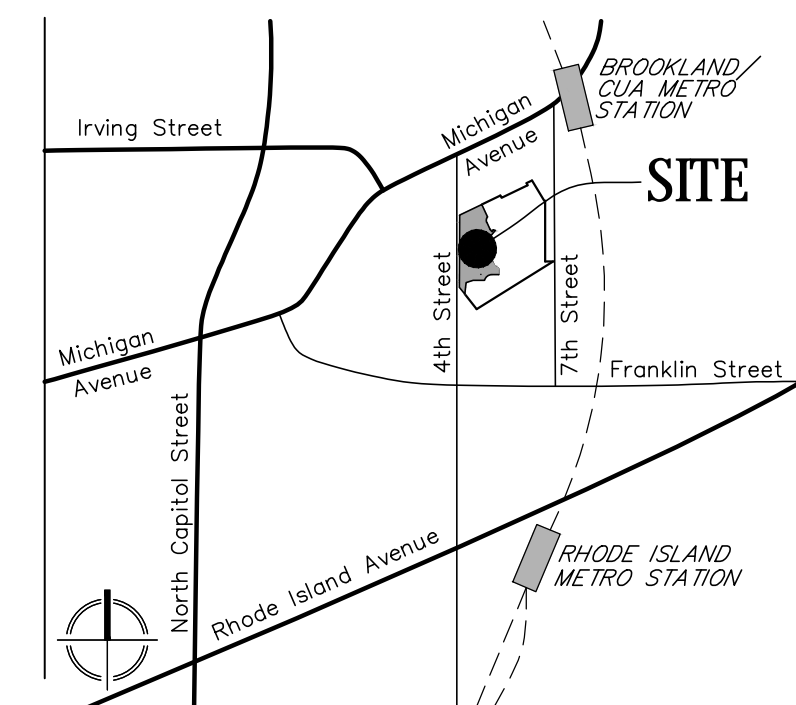 BROOKLAND/
CUA METRO
STATION
Michigan
Avenue
Irving Street
SITE
4th Street
7th Street
Michigan
Avenue
Franklin Street
North Capitol Street
Rhode Island Avenue
RHODE ISLAND
METRO STATION